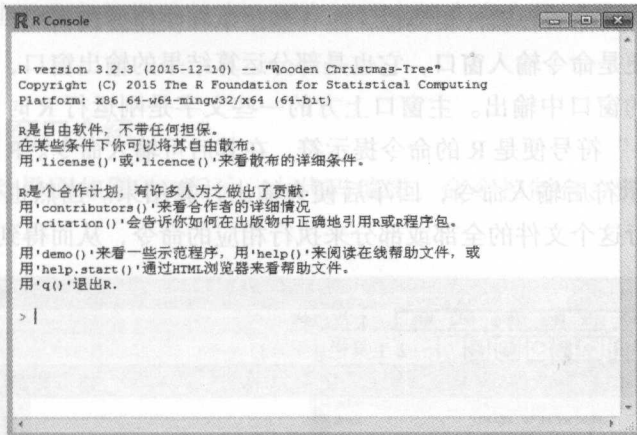 R Console
R version 3.2.3 (2015-12-10) -- "Wooden Christmas-Tree"
Copyright (C) 2015 The R Foundation for Statistical Computing
Platform: x86_64-w64-mingw32/x64 (64-bit)
R是自由软件，不带任何担保。
在某些条件下你可以将其自由散布。
用'license()'或'licence()'来看散布的详细条件。
R是个合作计划，有许多人为之做出了贡献.
用'contributors()'来看合作者的详细情况
用'citation()'会告诉你如何在出版物中正确地引用R或R程序包。
用'demo()'来看一些示范程序，用'help()'来阅读在线帮助文件，或
用'help.start()'通过HTML浏览器来看帮助文件。
用'q()'退出R.
>